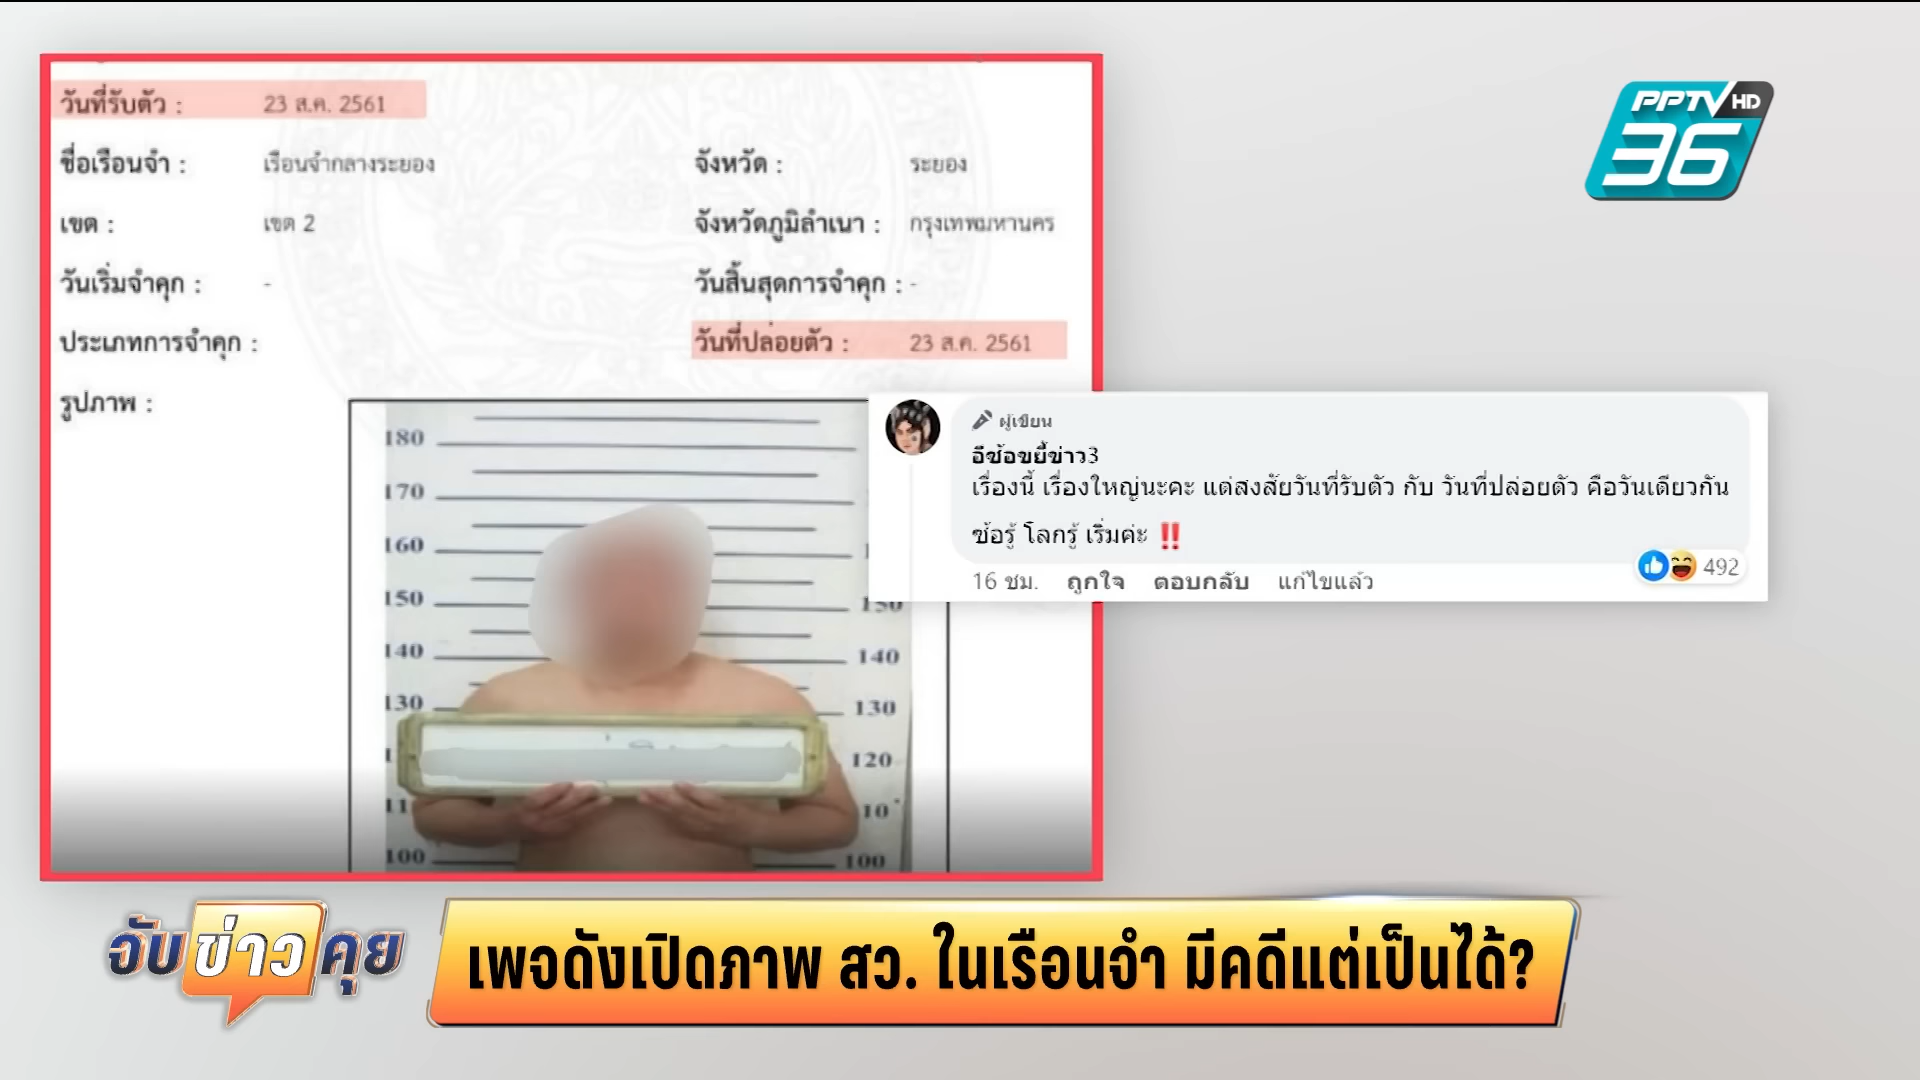 วันที่รับตัว : 23 ส.ค. 2561
ชื่อเรือนจำ : เรือนจำกลางระยอง จังหวัด : ระยอง
เขต : เขต 2 จังหวัดภูมิลำเนา : กรุงเทพมหานคร
วันเริ่มจำคุก : - วันสิ้นสุดการจำคุก : -
ประเภทการจำคุก : วันที่ปล่อยตัว : 23 ส.ค. 2561
รูปภาพ :
PPTV HD
36
ผู้เขียน
อีซ้อขยี้ข่าว3
เรื่องนี้ เรื่องใหญ่นะคะ แต่สงสัยวันที่รับตัว กับ วันที่ปล่อยตัว คือวันเดียวกัน
ซ้อรู้ โลกรู้ เริ่มค่ะ ‼️
16 ชม. ถูกใจ ตอบกลับ แก้ไขแล้ว 492
180
170
160
150 150
140 140
130 130
120
11 10
100 100
จับข่าวคุย
เพจดังเปิดภาพ สว. ในเรือนจำ มีคดีแต่เป็นได้?